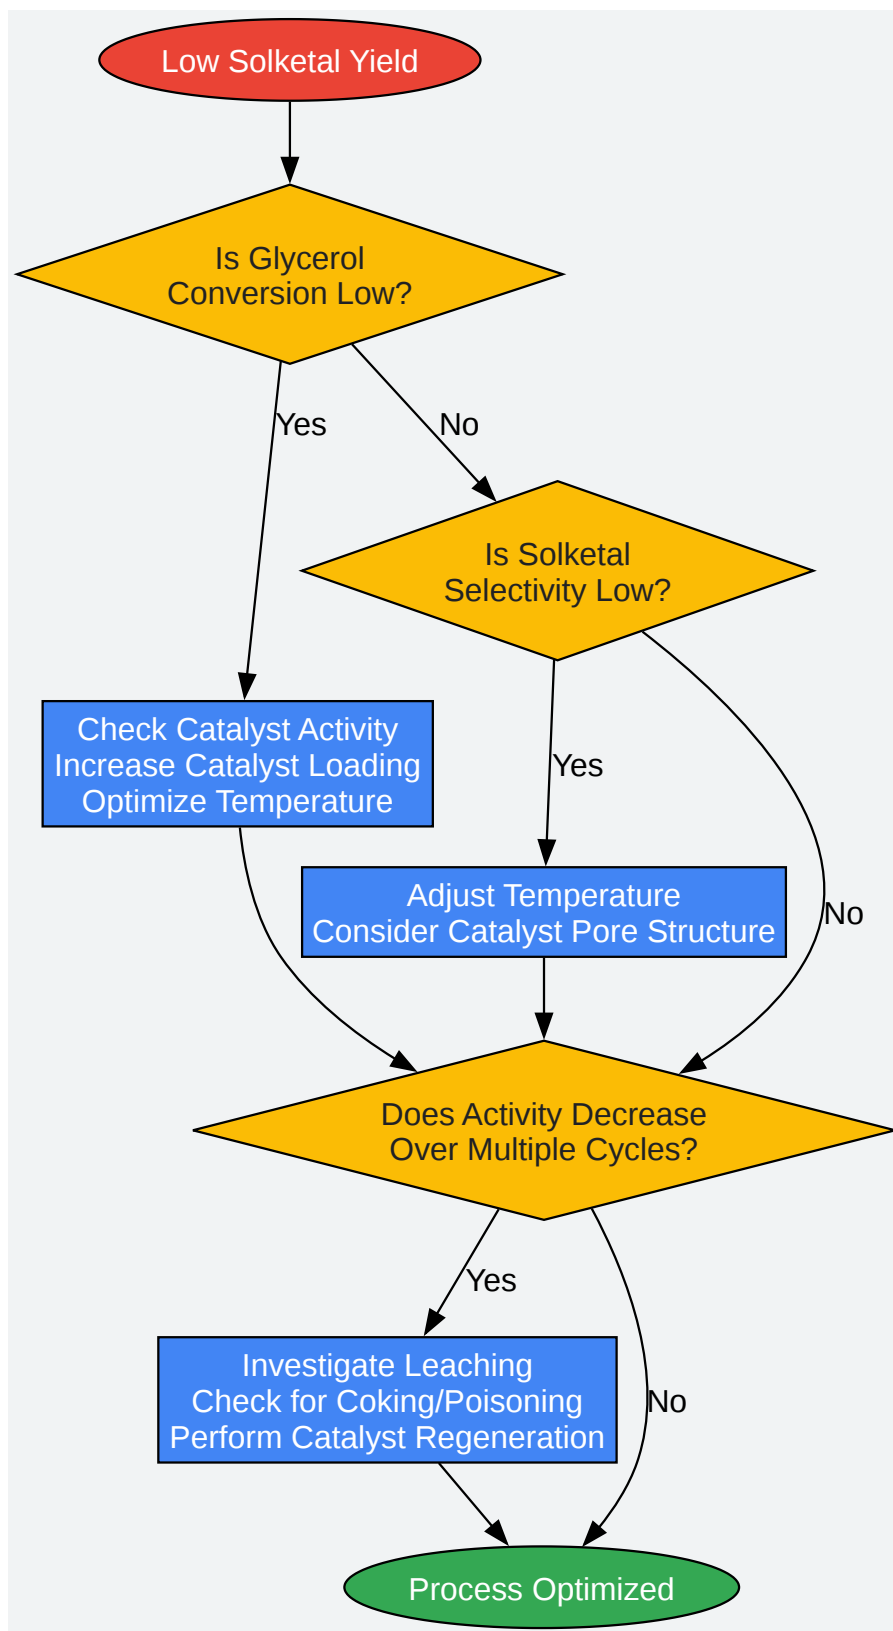 Low Solketal Yield
Is Glycerol
Conversion Low?
Yes
No
Is Solketal
Selectivity Low?
Check Catalyst Activity
Increase Catalyst Loading
Optimize Temperature
Yes
Adjust Temperature
Consider Catalyst Pore Structure
No
Does Activity Decrease
Over Multiple Cycles?
Yes
Investigate Leaching
Check for Coking/Poisoning
Perform Catalyst Regeneration
No
Process Optimized